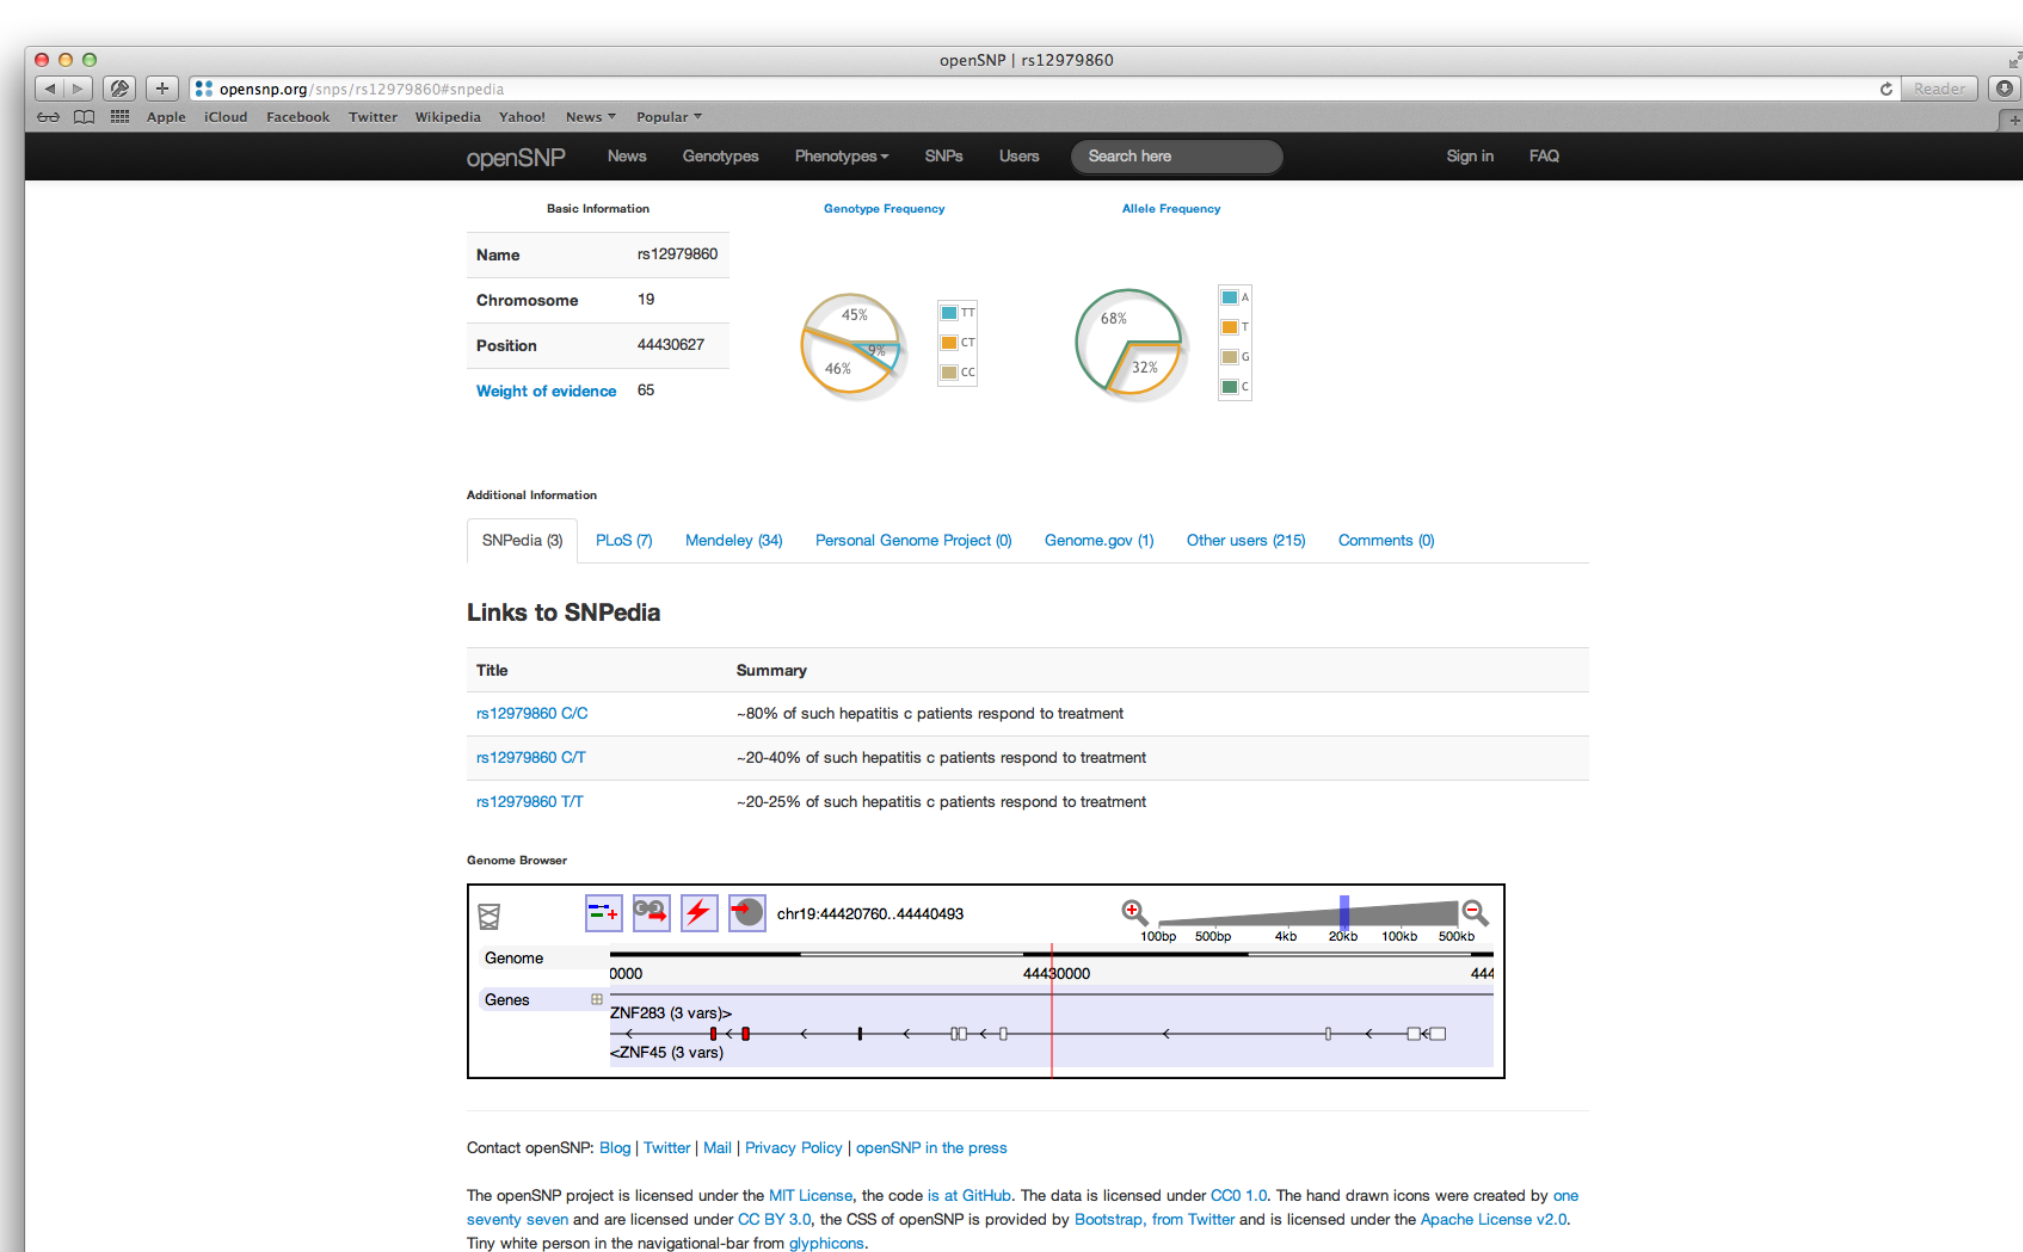 openSNP | rs12979860
opensnp.org/snps/rs12979860#snpedia
Reader
Apple iCloud Facebook Twitter Wikipedia Yahoo! News Popular
openSNP News Genotypes Phenotypes SNPs Users Search here Sign in FAQ
Basic Information Genotype Frequency Allele Frequency
Name rs12979860
Chromosome 19
Position 44430627
Weight of evidence 65
45%
9%
46%
TT
CT
CC
68%
32%
A
T
G
C
Additional Information
SNPedia (3) PLoS (7) Mendeley (34) Personal Genome Project (0) Genome.gov (1) Other users (215) Comments (0)
Links to SNPedia
Title Summary
rs12979860 C/C ~80% of such hepatitis c patients respond to treatment
rs12979860 C/T ~20-40% of such hepatitis c patients respond to treatment
rs12979860 T/T ~20-25% of such hepatitis c patients respond to treatment
Genome Browser
chr19:44420760..44440493
100bp 500bp 4kb 20kb 100kb 500kb
Genome
0000 44430000 444
Genes
ZNF283 (3 vars)>
<ZNF45 (3 vars)
Contact openSNP: Blog | Twitter | Mail | Privacy Policy | openSNP in the press
The openSNP project is licensed under the MIT License, the code is at GitHub. The data is licensed under CC0 1.0. The hand drawn icons were created by one
seventy seven and are licensed under CC BY 3.0, the CSS of openSNP is provided by Bootstrap, from Twitter and is licensed under the Apache License v2.0.
Tiny white person in the navigational-bar from glyphicons.